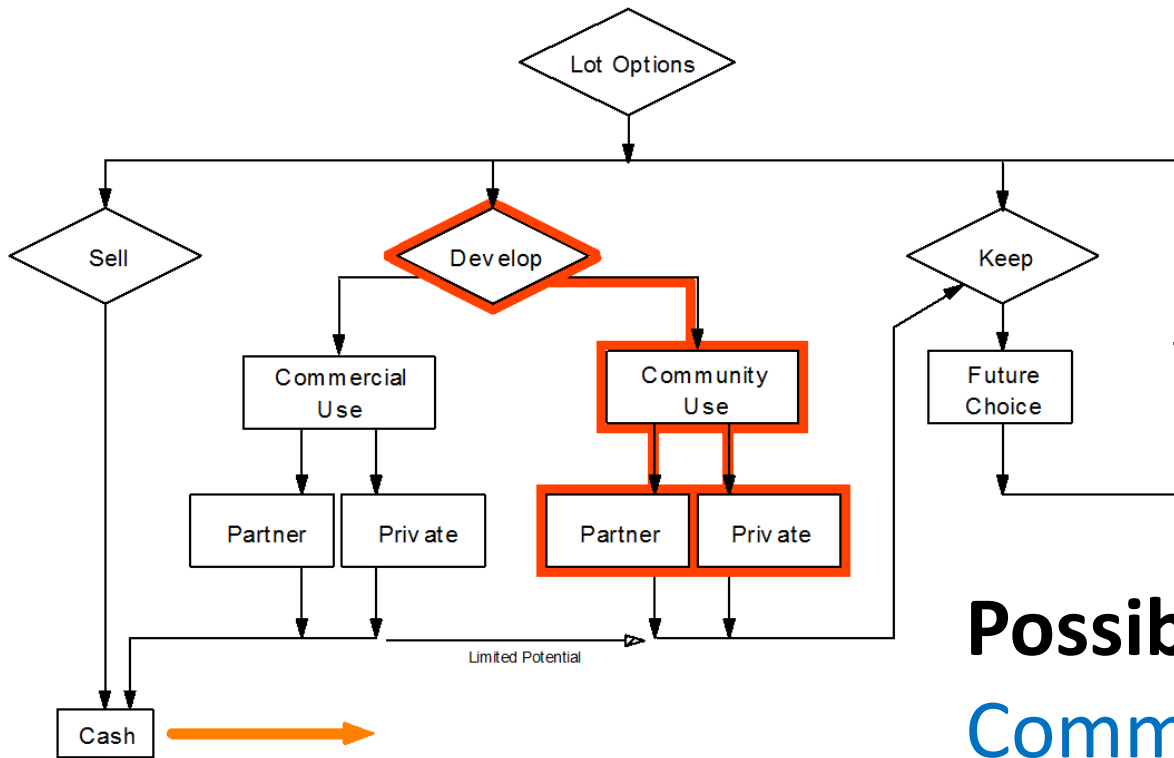 Lot Options
Sell
Develop
Keep
Commercial
Use
Community
Use
Future
Choice
Partner
Private
Partner
Private
Limited Potential
Cash